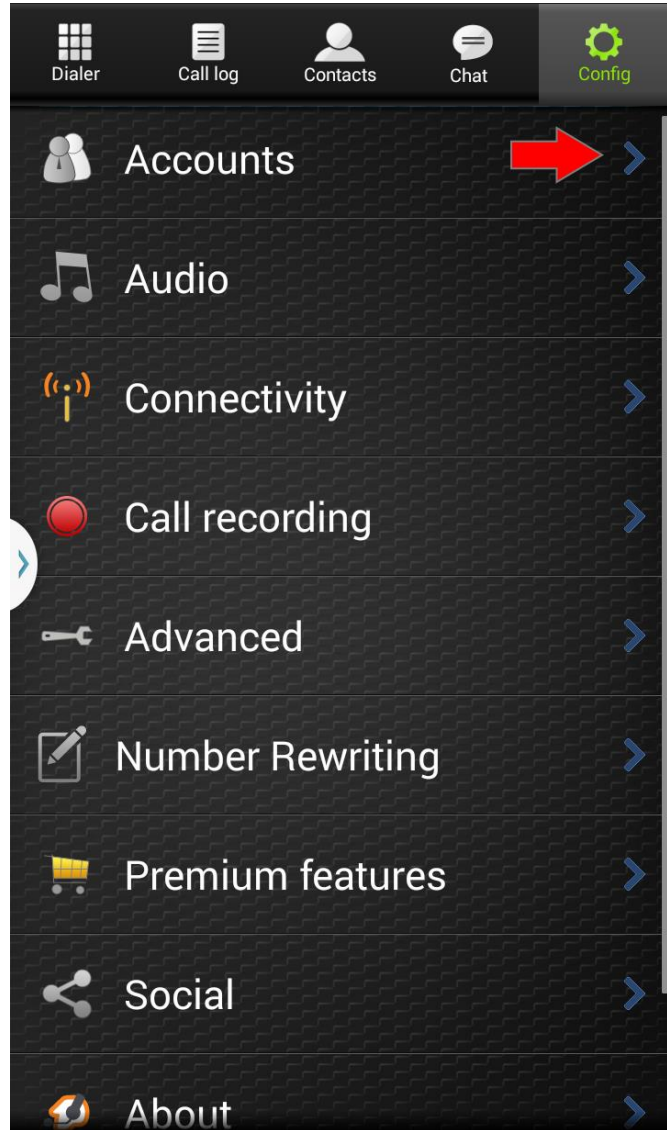 Dialer
Call log
Contacts
Chat
Config
Accounts
Audio
Connectivity
Call recording
Advanced
Number Rewriting
Premium features
Social
About